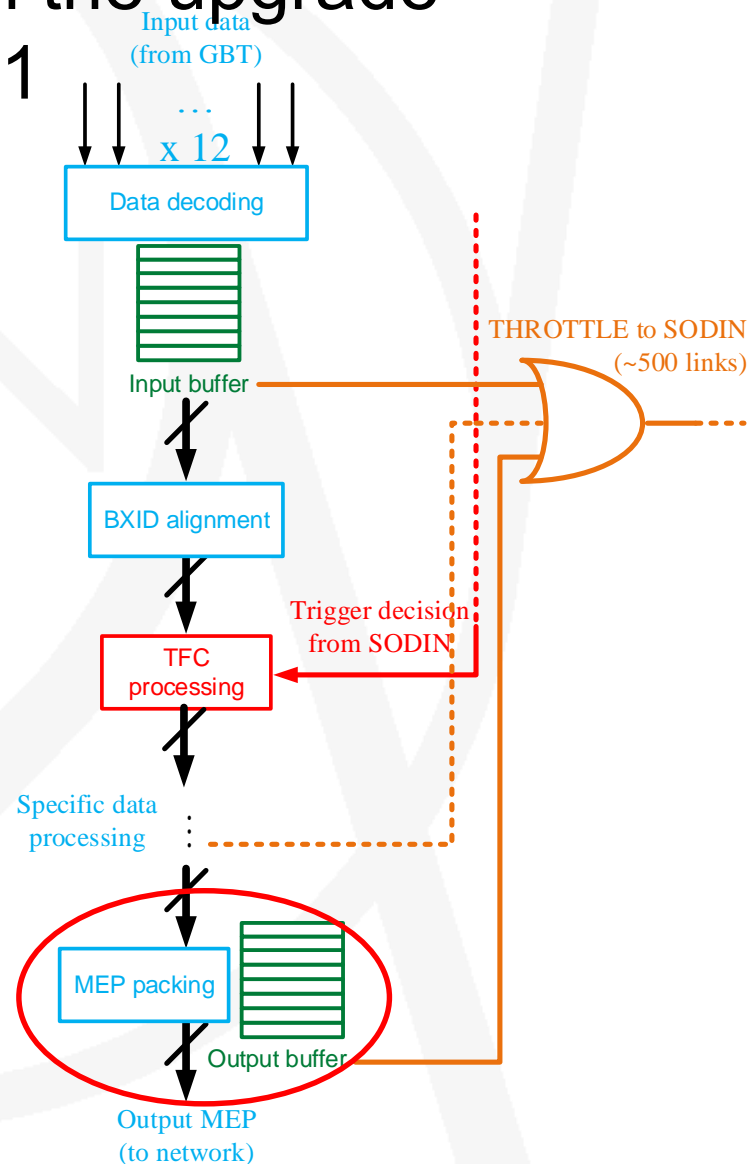 the upgrade
1
Input data
(from GBT)
...
x 12
Data decoding
THROTTLE to SODIN
(~500 links)
Input buffer
BXID alignment
Trigger decision
from SODIN
TFC
processing
Specific data
processing
MEP packing
Output buffer
Output MEP
(to network)